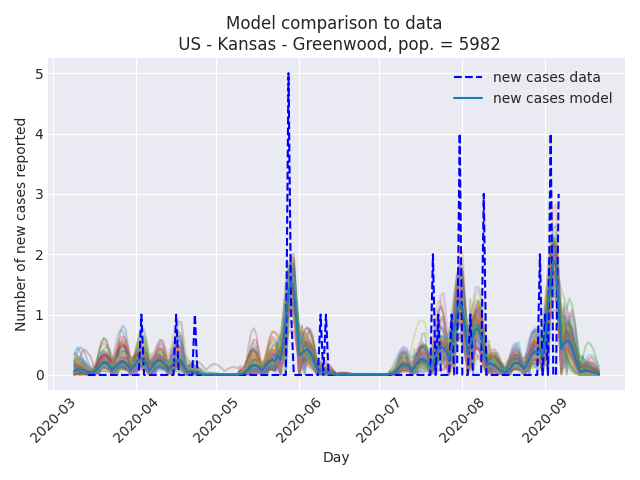 Model comparison to data
US - Kansas - Greenwood, pop. = 5982
new cases data
new cases model
Number of new cases reported
5
4
3
2
1
0
2020-03
2020-04
2020-05
2020-06
2020-07
2020-08
2020-09
Day